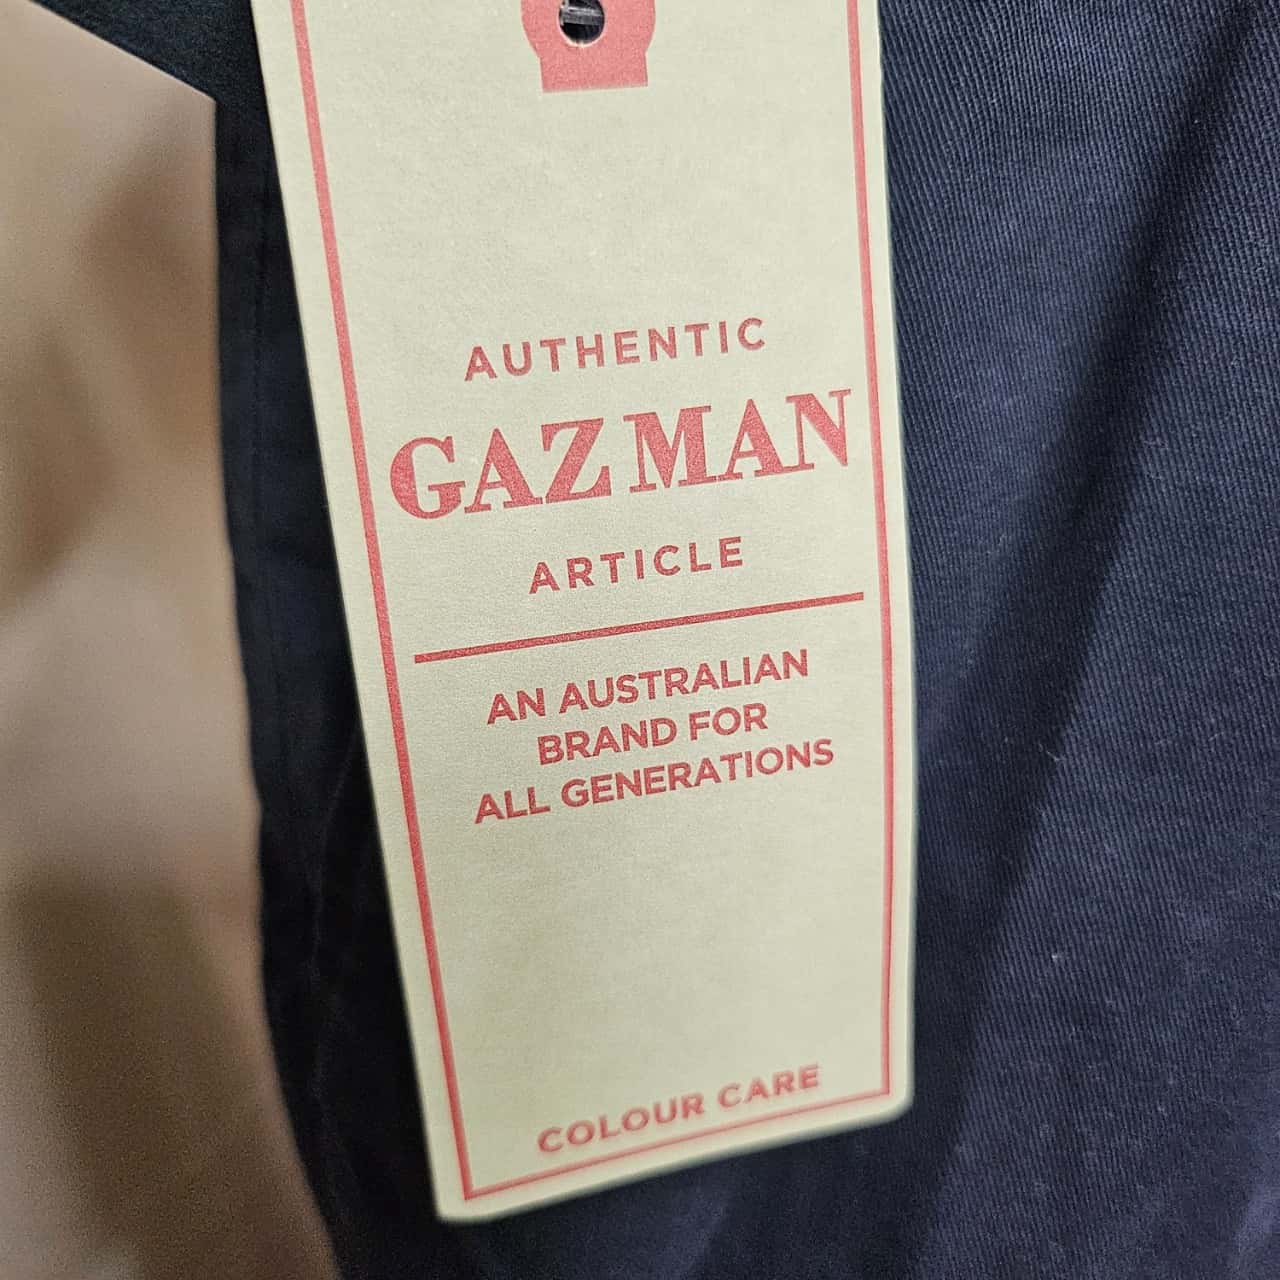 AUTHENTIC
GAZMAN
ARTICLE
AN AUSTRALIAN
BRAND FOR
ALL GENERATIONS
COLOUR CARE